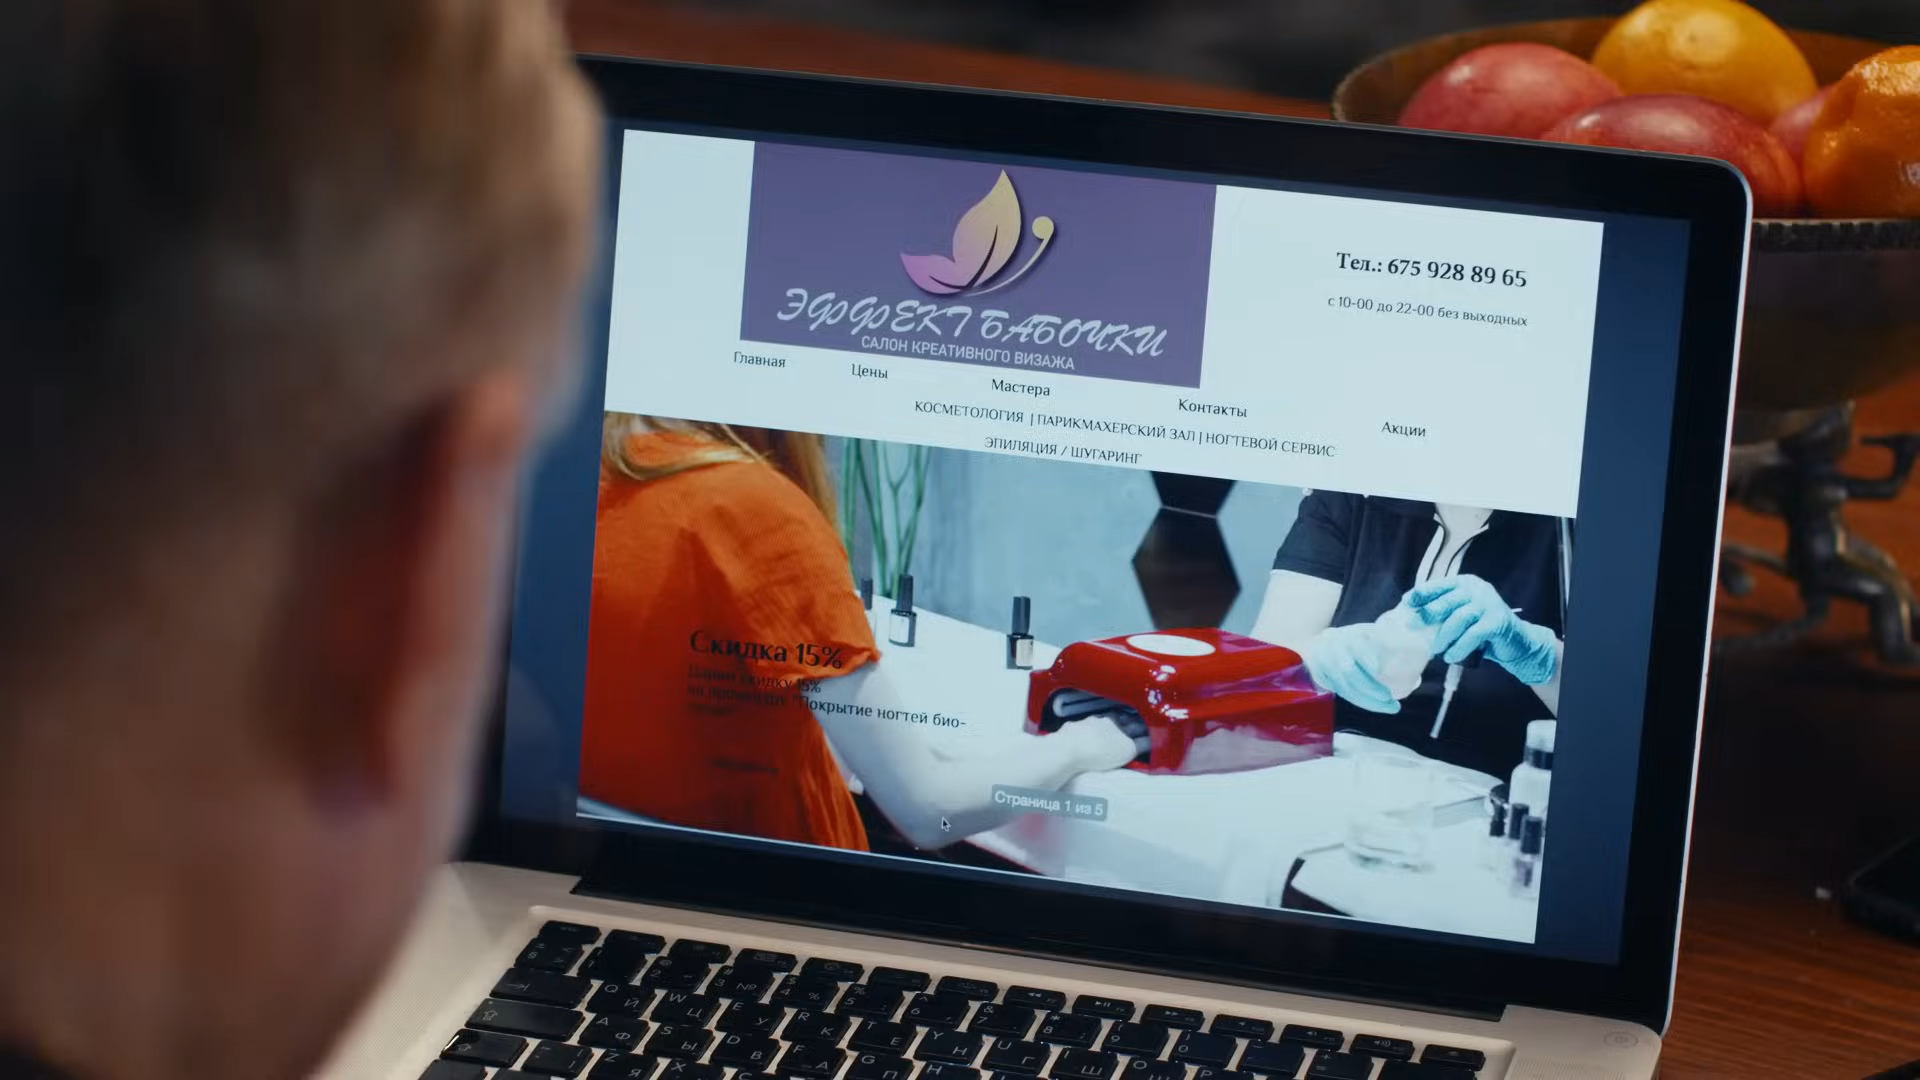 ЭФФЕКТ БАБОЧКИ
САЛОН КРЕАТИВНОГО ВИЗАЖА
Тел.: 675 928 89 65
с 10-00 до 22-00 без выходных
Главная
Цены
Мастера
Контакты
Акции
КОСМЕТОЛОГИЯ | ПАРИКМАХЕРСКИЙ ЗАЛ | НОГТЕВОЙ СЕРВИС
ЭПИЛЯЦИЯ / ШУГАРИНГ
Скидка 15%
скидку 15%
"Покрытие ногтей био-
Страница 1 из 5